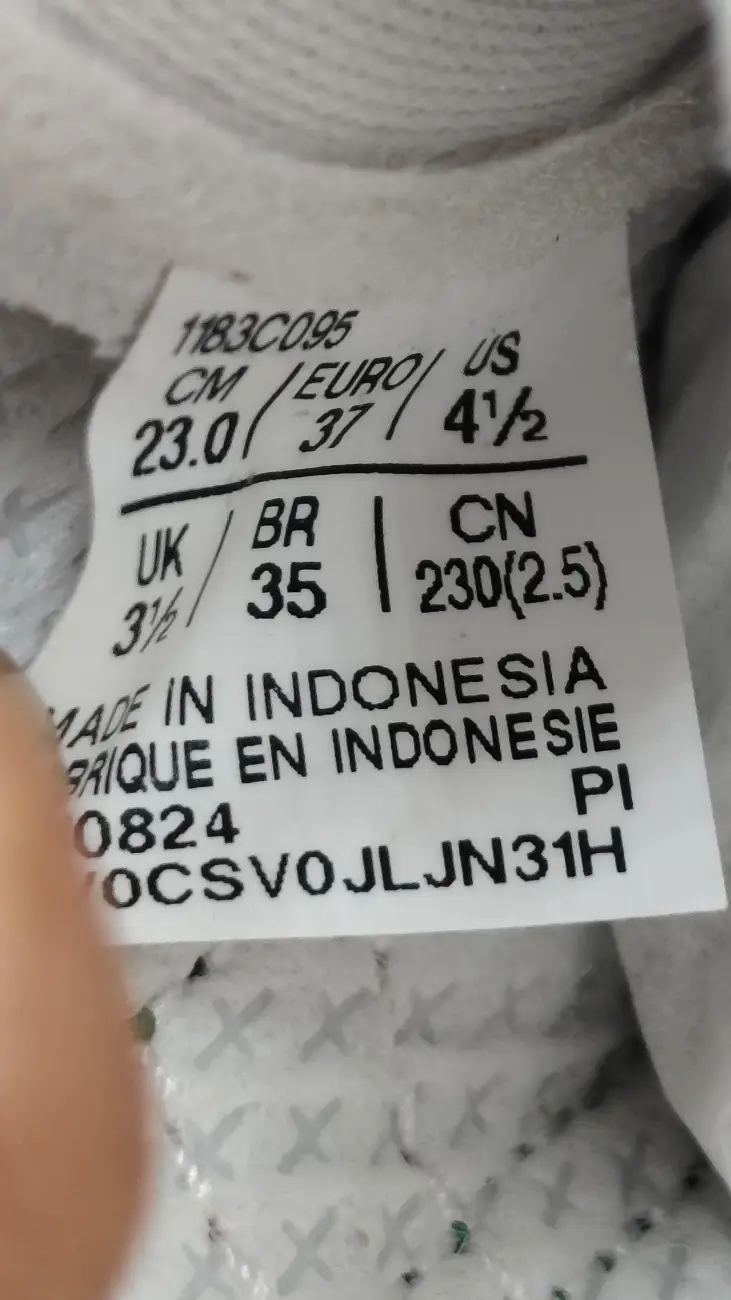 1183C095
CM / EURO / US
23.0 / 37 / 4½
UK / BR | CN
3½ / 35 | 230(2.5)
MADE IN INDONESIA
BRIQUE EN INDONESIE
0824 PI
0CSV0JLJN31H